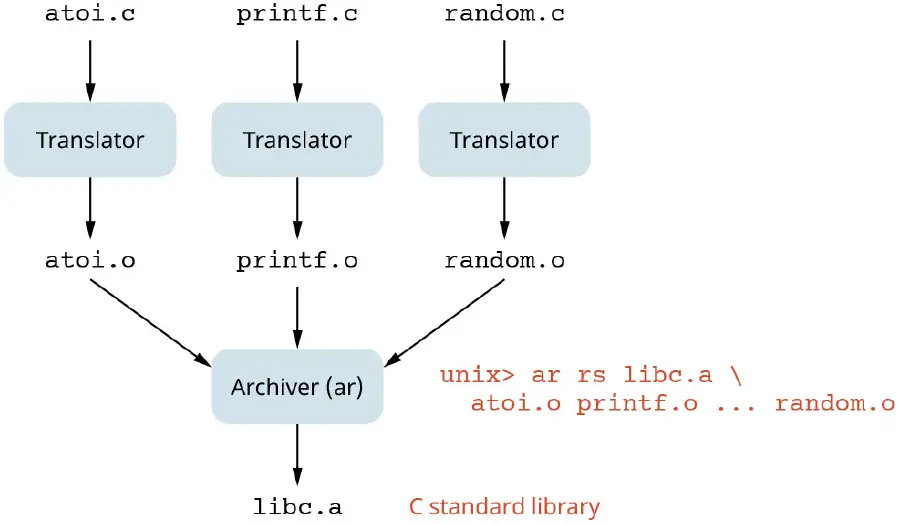 atoi.c printf.c random.c
Translator Translator Translator
atoi.o printf.o random.o
Archiver (ar)
unix> ar rs libc.a \
atoi.o printf.o ... random.o
libc.a C standard library